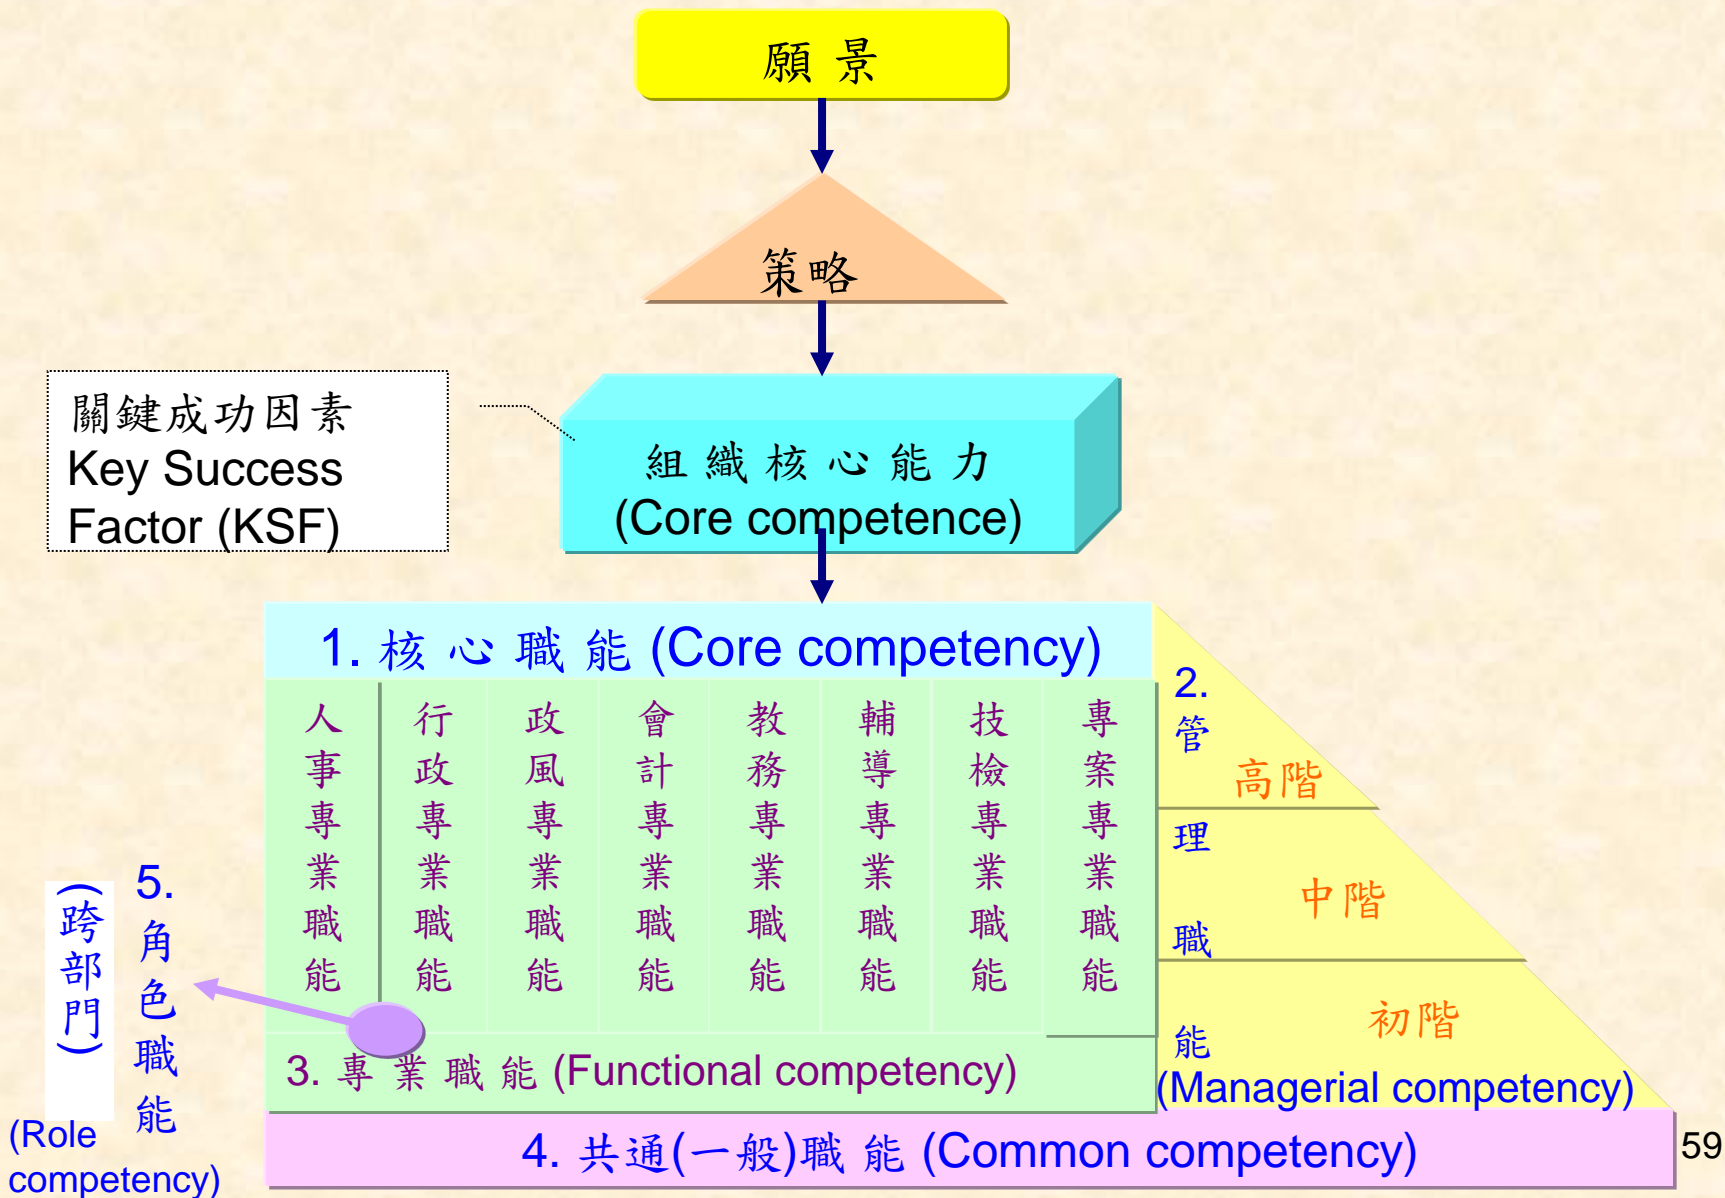 願景
策略
關鍵成功因素
Key Success
Factor (KSF)
組織核心能力
(Core competence)
1. 核心職能 (Core competency)
人事專業職能
行政專業職能
政風專業職能
會計專業職能
教務專業職能
輔導專業職能
技檢專業職能
專案專業職能
2.管理職能
(Managerial competency)
高階
中階
初階
3. 專業職能 (Functional competency)
4. 共通(一般)職能 (Common competency)
5.角色職能
(跨部門)
(Role
competency)
59